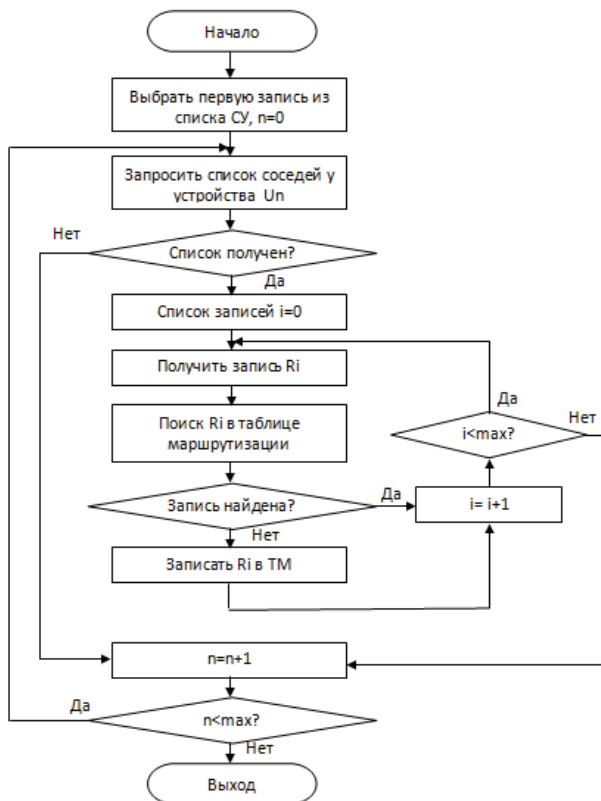 Начало
Выбрать первую запись из
списка СУ, n=0
Запросить список соседей у
устройства Un
Нет
Список получен?
Да
Список записей i=0
Получить запись Ri
Да
Поиск Ri в таблице
маршрутизации
i<max?
Нет
Запись найдена?
Да
i= i+1
Нет
Записать Ri в ТМ
n=n+1
Да
n<max?
Нет
Выход